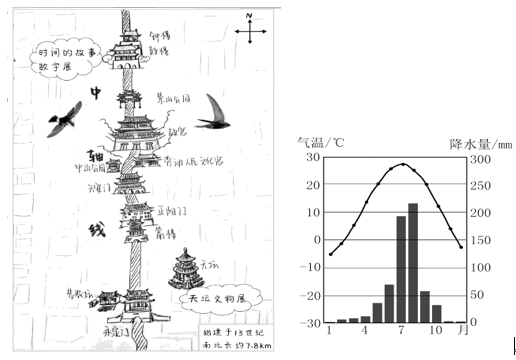 N
钟楼
鼓楼
时间的故事
数字展
中
景山公园
故宫
轴
劳动人民文化宫
中山公园
天安门
正阳门
线
箭楼
天坛
天坛文物展
先农坛
永定门
始建于13世纪
南北长约7.8km
气温/℃
降水量/mm
30
20
10
0
-10
-20
-30
300
250
200
150
100
50
0
1
4
7
10
月